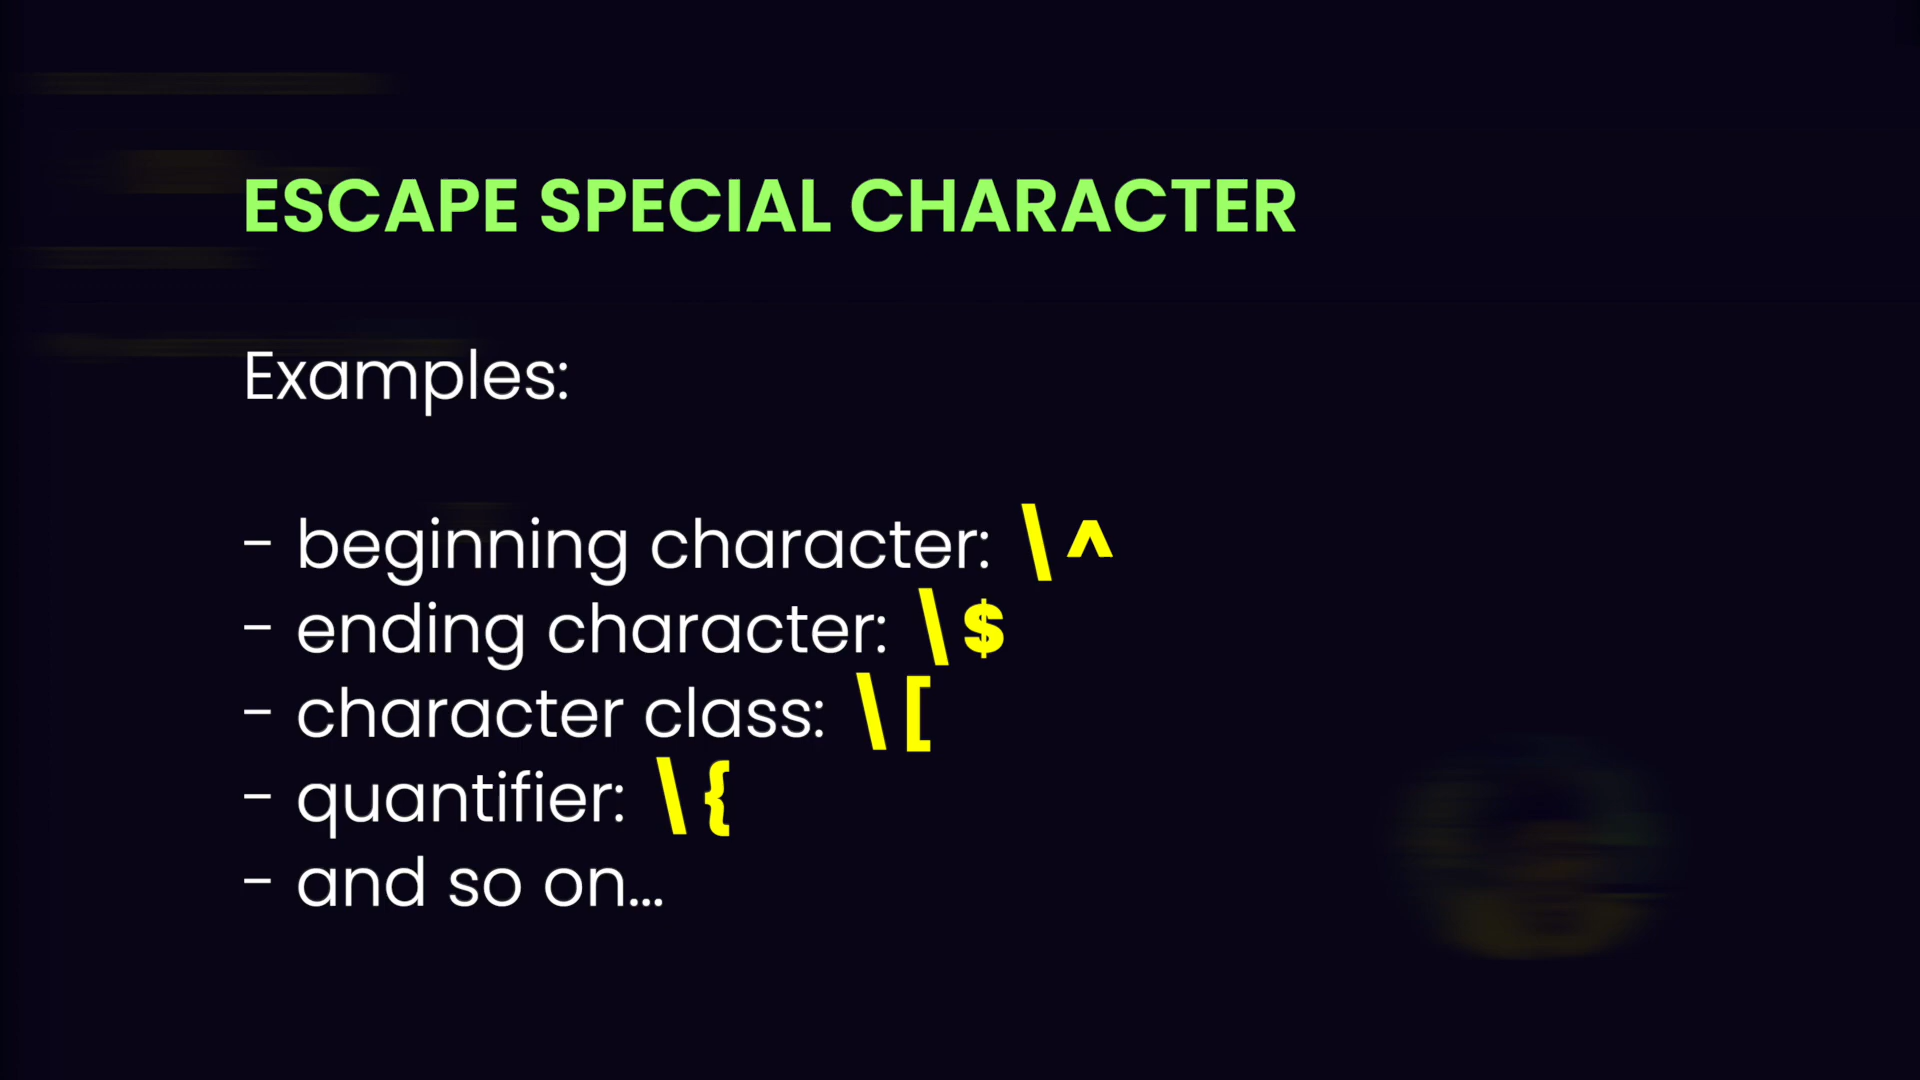 ESCAPE SPECIAL CHARACTER
Examples:
- beginning character: \^
- ending character: \$
- character class: \[
- quantifier: \{
- and so on...